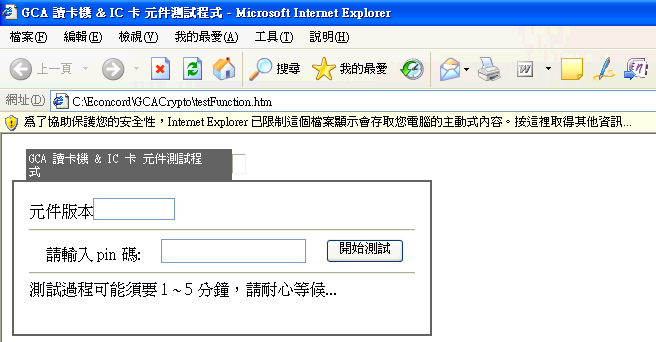 GCA 讀卡機 & IC 卡 元件測試程式 - Microsoft Internet Explorer
檔案(F) 編輯(E) 檢視(V) 我的最愛(A) 工具(T) 說明(H)
上一頁 搜尋 我的最愛
網址(D) C:\Econcord\GCACrypto\testFunction.htm
為了協助保護您的安全性，Internet Explorer 已限制這個檔案顯示會存取您電腦的主動式內容。按這裡取得其他資訊...
GCA 讀卡機 & IC 卡 元件測試程
式
元件版本
請輸入 pin 碼: 開始測試
測試過程可能須要 1 ~ 5 分鐘，請耐心等候...